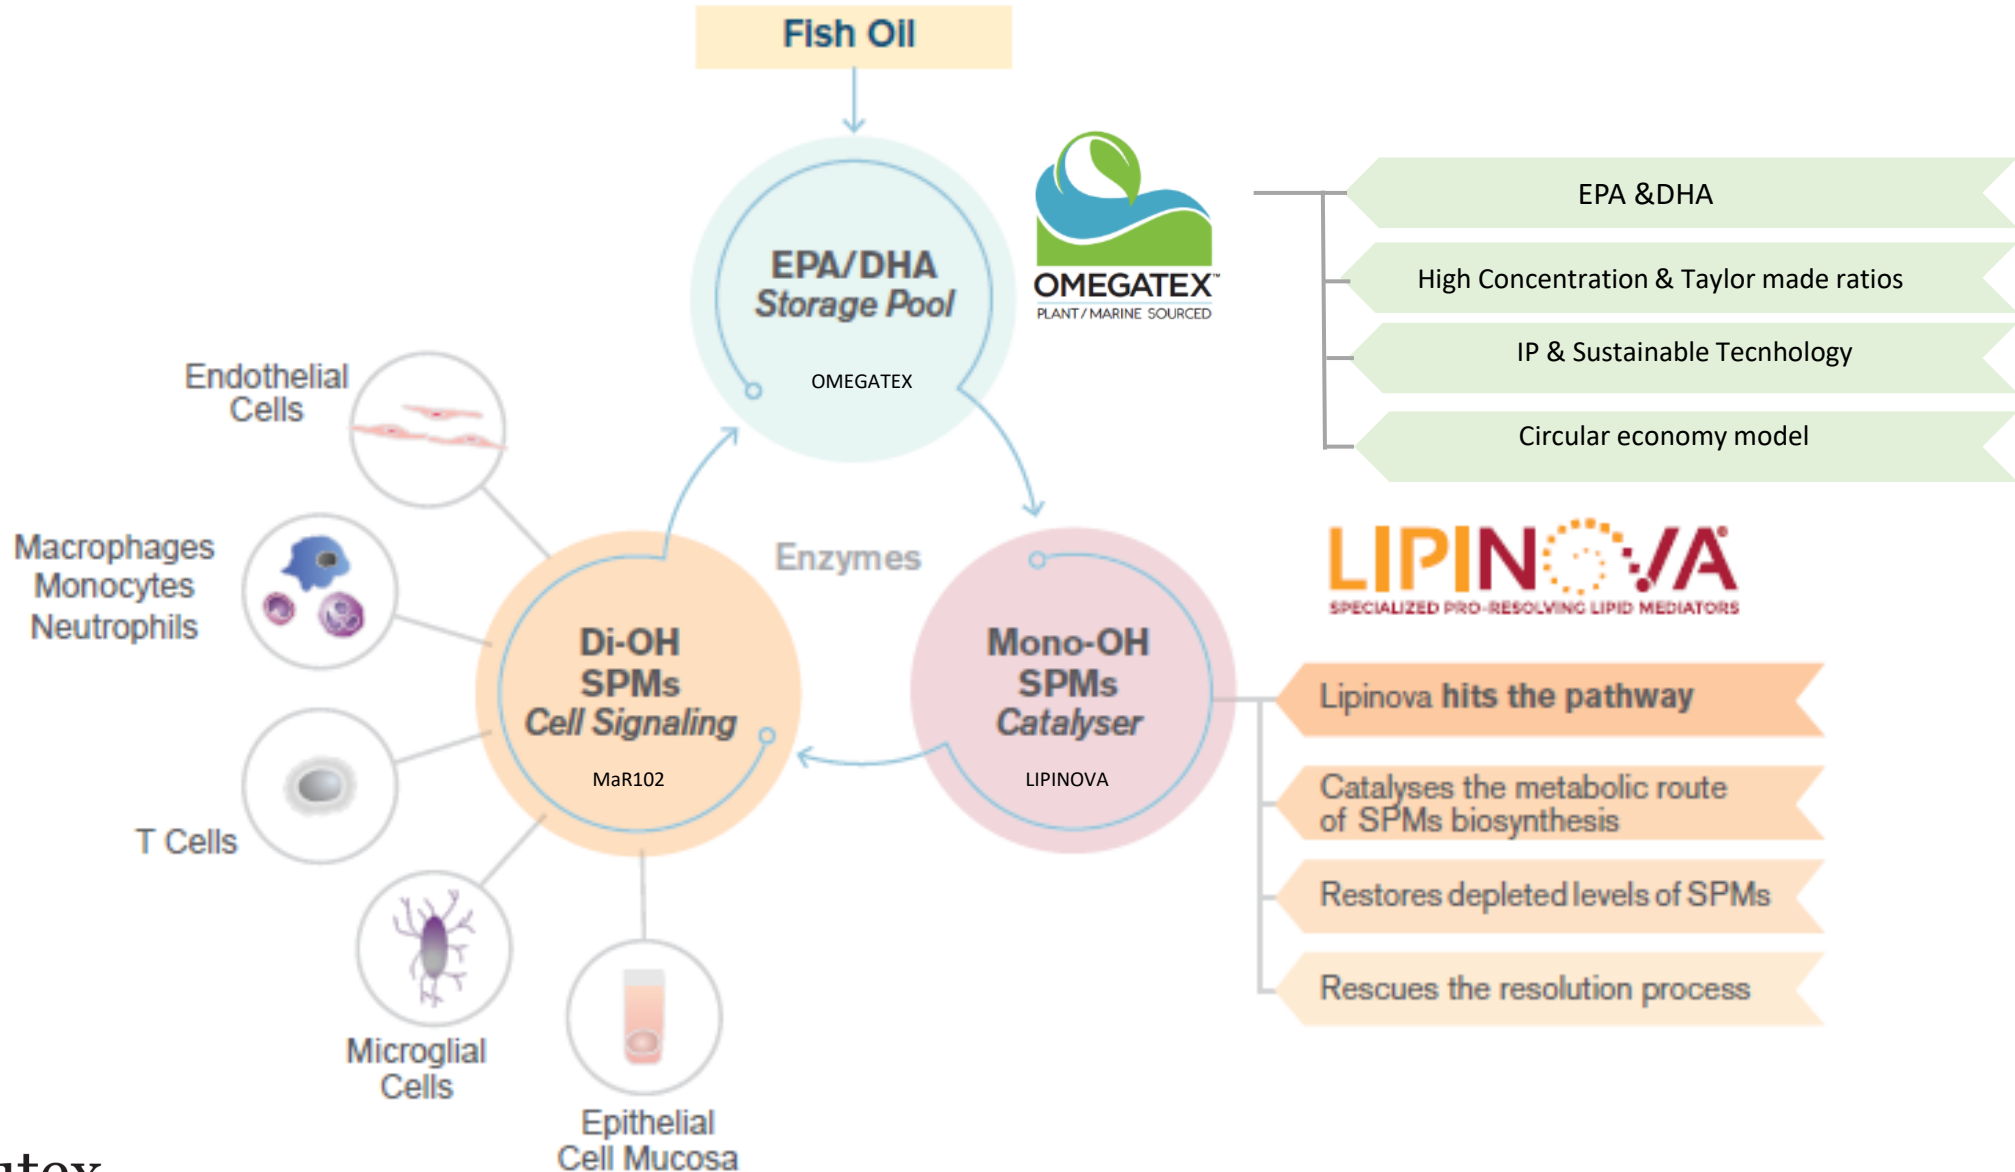 Fish Oil
EPA/DHA
Storage Pool
OMEGATEX
OMEGATEX™
PLANT / MARINE SOURCED
EPA &DHA
High Concentration & Taylor made ratios
IP & Sustainable Tecnhology
Circular economy model
Endothelial
Cells
Macrophages
Monocytes
Neutrophils
T Cells
Microglial
Cells
Epithelial
Cell Mucosa
Enzymes
Di-OH
SPMs
Cell Signaling
MaR102
Mono-OH
SPMs
Catalyser
LIPINOVA
LIPINOVA®
SPECIALIZED PRO-RESOLVING LIPID MEDIATORS
Lipinova hits the pathway
Catalyses the metabolic route
of SPMs biosynthesis
Restores depleted levels of SPMs
Rescues the resolution process